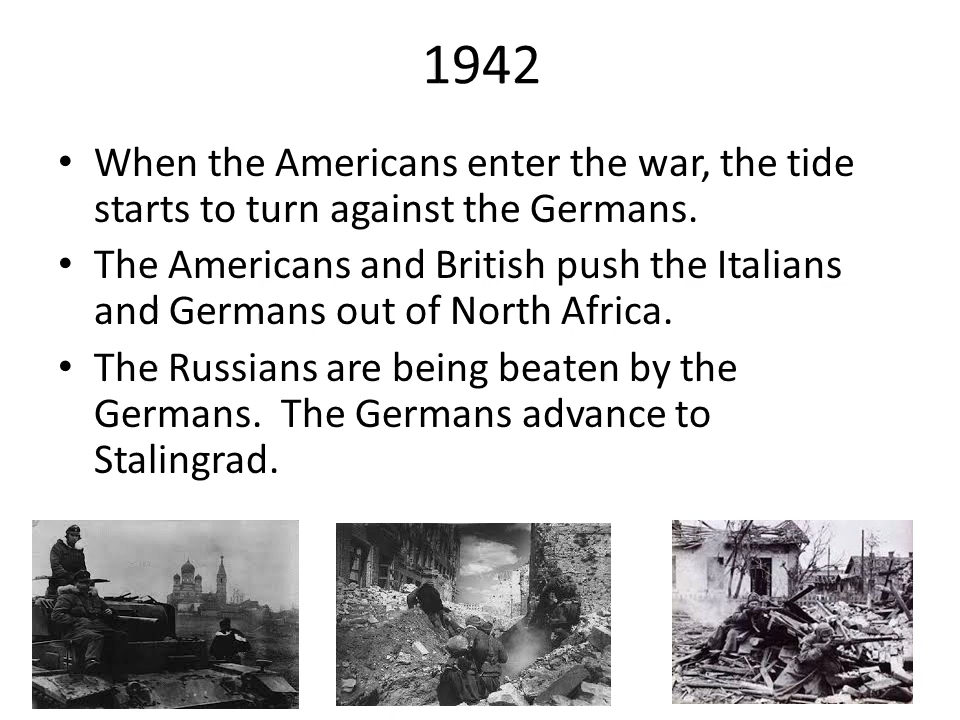 1942
• When the Americans enter the war, the tide
starts to turn against the Germans.
• The Americans and British push the Italians
and Germans out of North Africa.
• The Russians are being beaten by the
Germans.  The Germans advance to
Stalingrad.